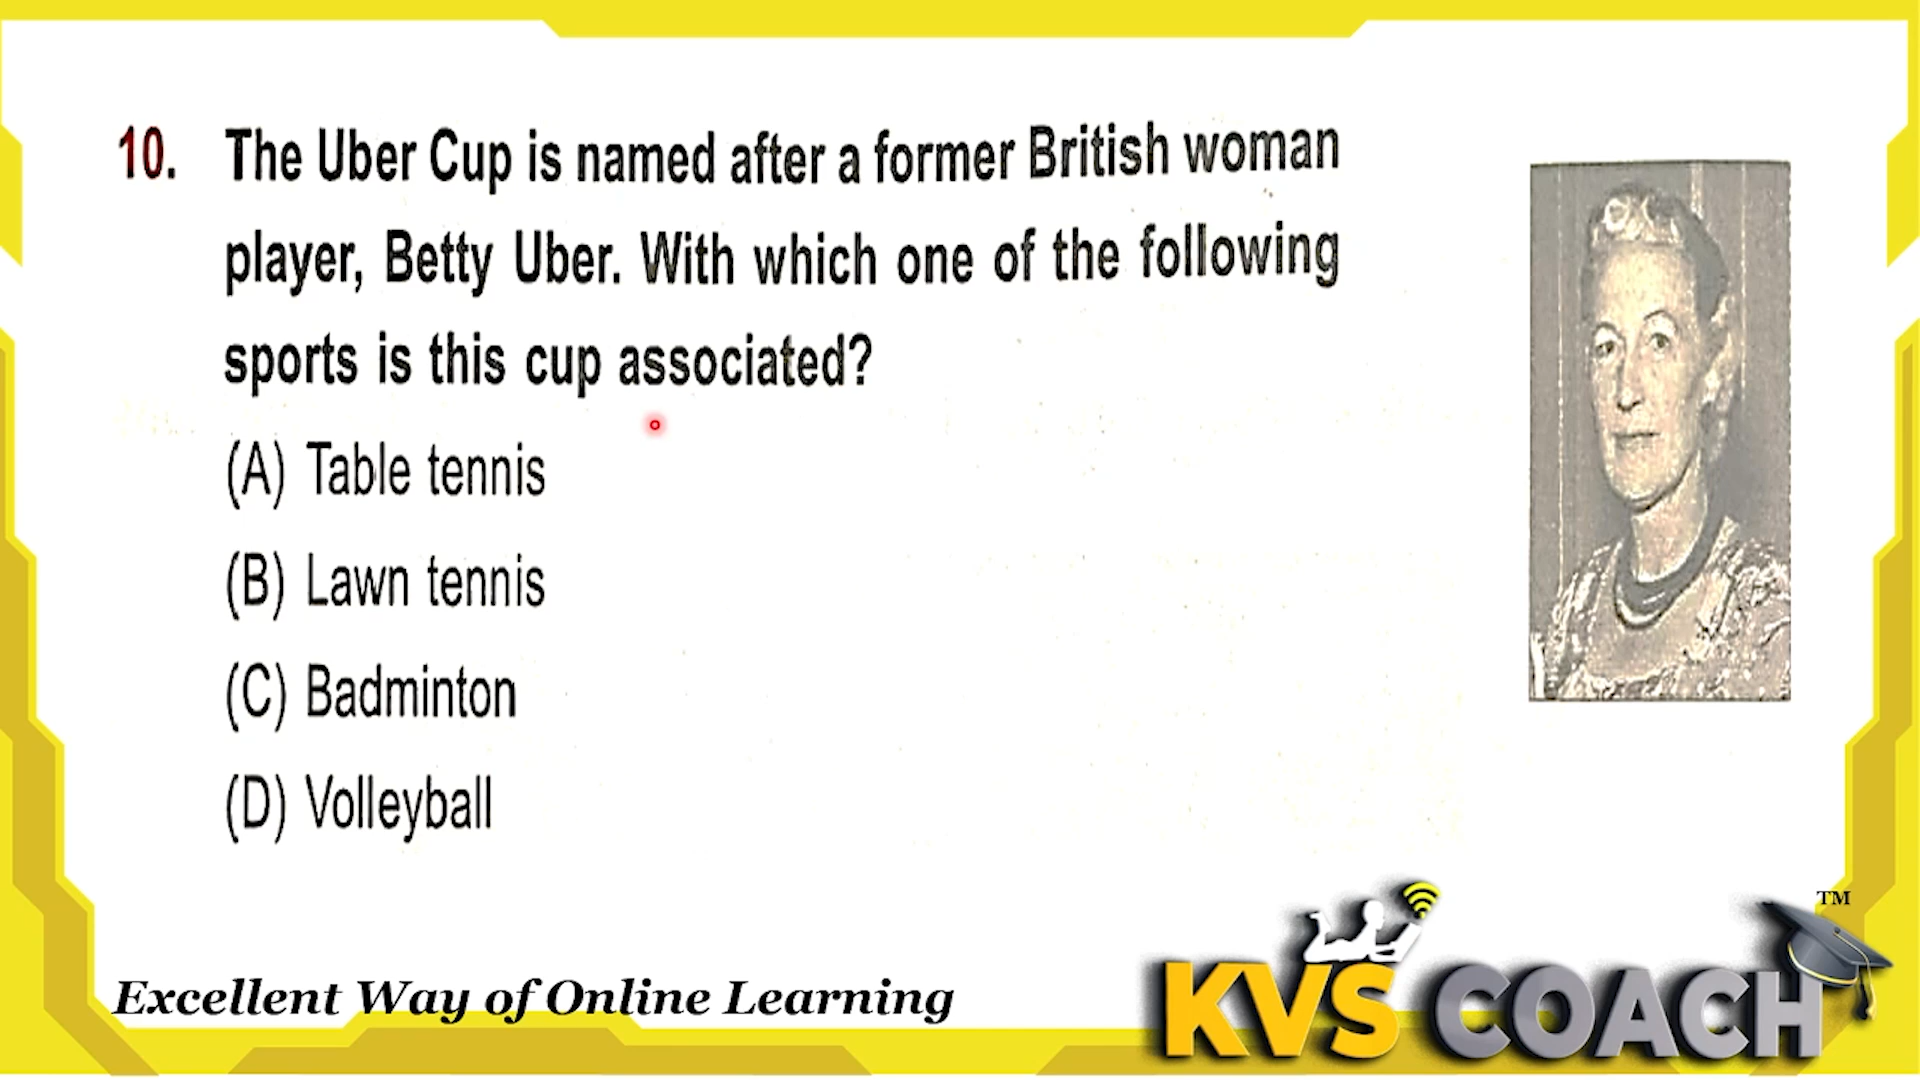 10. The Uber Cup is named after a former British woman
player, Betty Uber. With which one of the following
sports is this cup associated?
(A) Table tennis
(B) Lawn tennis
(C) Badminton
(D) Volleyball
Excellent Way of Online Learning
KVS COACH TM